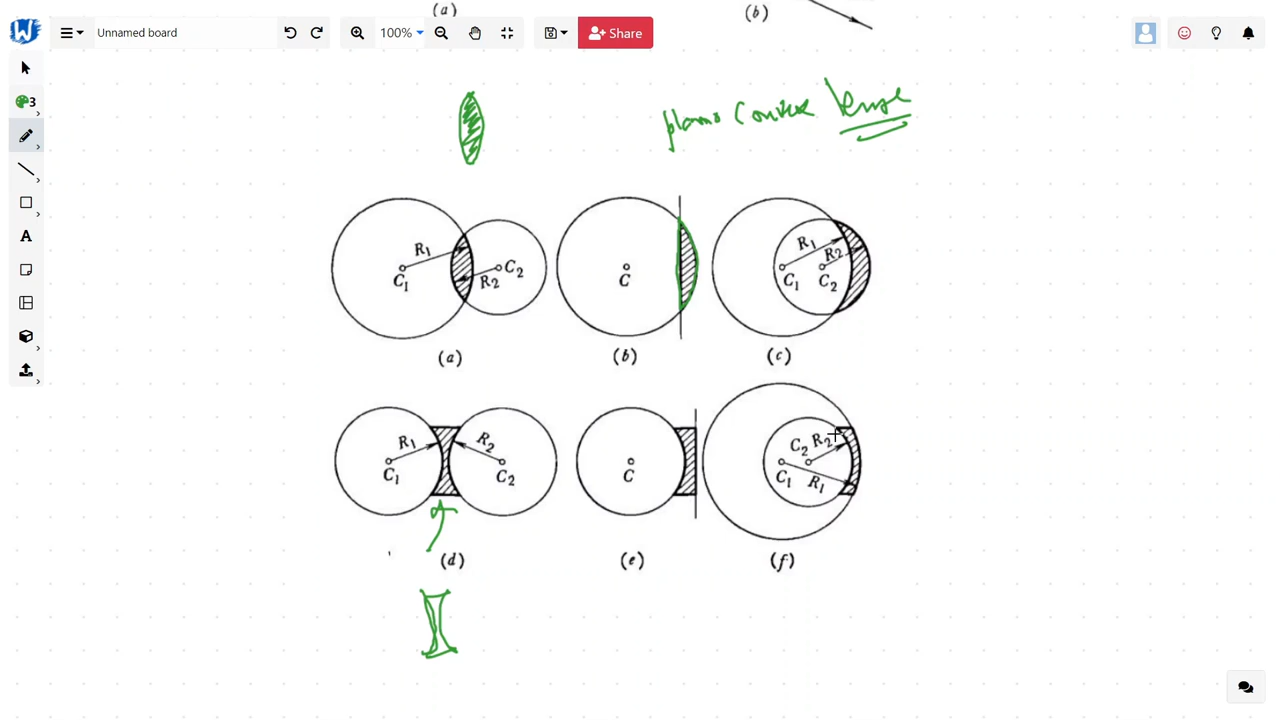 (a) (b)
Unnamed board 100% Share
3
plano Convex lense
A
R1 C1 R2 C2
C
R1 R2 C1 C2
(a) (b) (c)
R1 R2 C1 C2
C
C2 R2 C1 R1
(d) (e) (f)